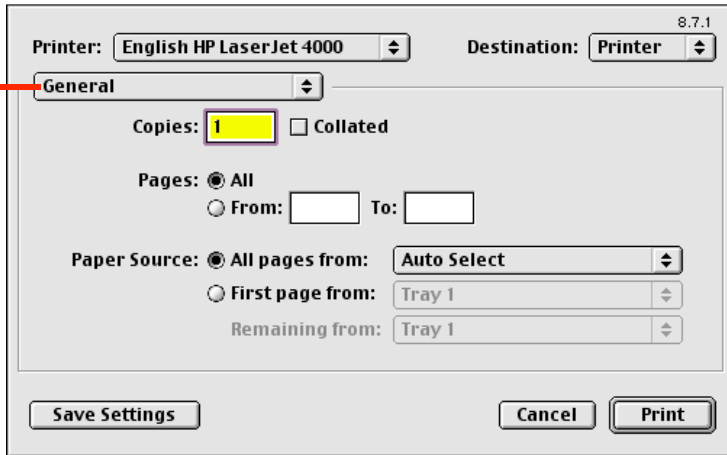 8.7.1
Printer: English HP LaserJet 4000 Destination: Printer
General
Copies: 1 Collated
Pages: All
From: To:
Paper Source: All pages from: Auto Select
First page from: Tray 1
Remaining from: Tray 1
Save Settings Cancel Print